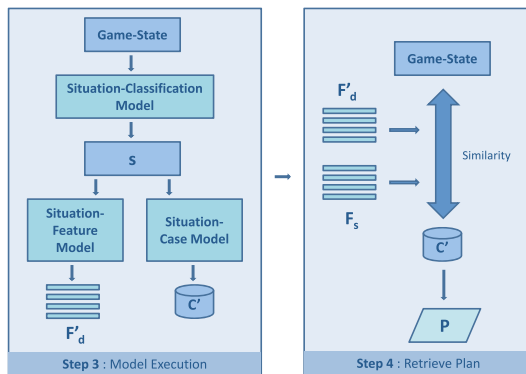 Game-State
Situation-Classification
Model
s
Situation-
Feature
Model
Situation-
Case Model
F'd
C'
Step 3 : Model Execution
Game-State
F'd
Similarity
Fs
C'
P
Step 4 : Retrieve Plan